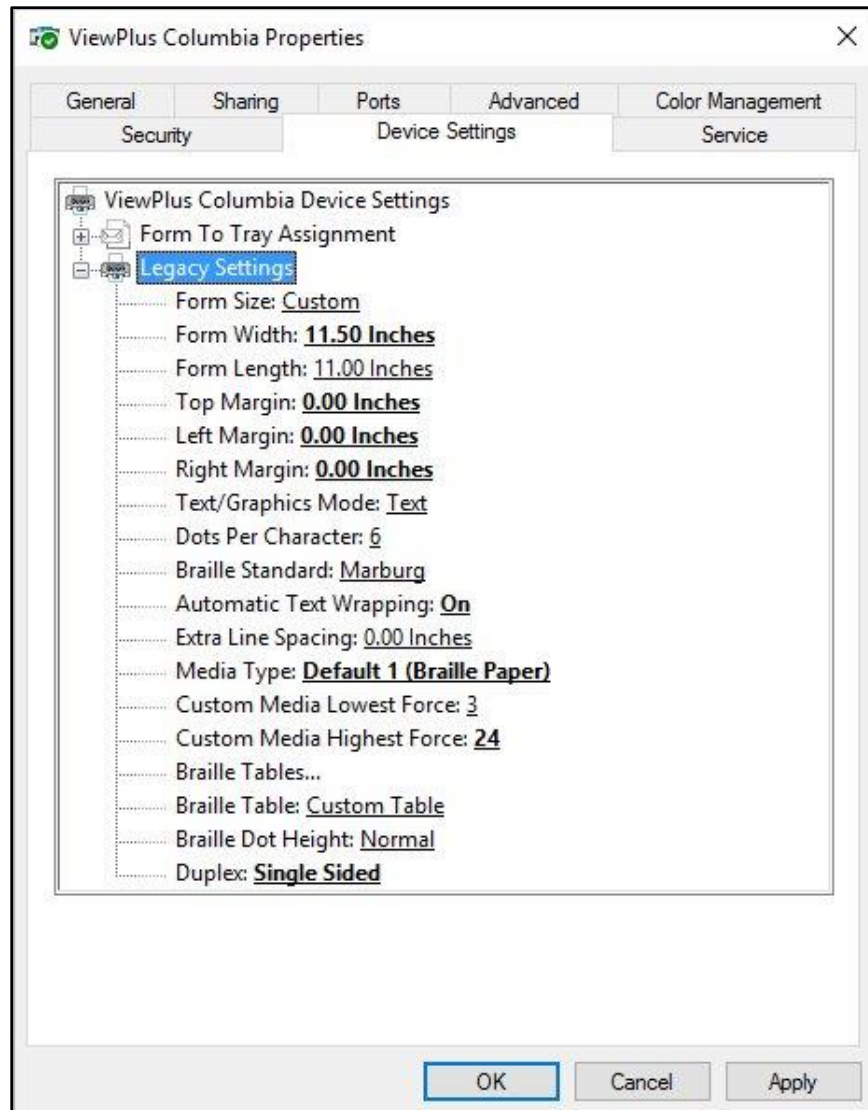 ViewPlus Columbia Properties
General Sharing Ports Advanced Color Management
Security Device Settings Service
ViewPlus Columbia Device Settings
Form To Tray Assignment
Legacy Settings
Form Size: Custom
Form Width: 11.50 Inches
Form Length: 11.00 Inches
Top Margin: 0.00 Inches
Left Margin: 0.00 Inches
Right Margin: 0.00 Inches
Text/Graphics Mode: Text
Dots Per Character: 6
Braille Standard: Marburg
Automatic Text Wrapping: On
Extra Line Spacing: 0.00 Inches
Media Type: Default 1 (Braille Paper)
Custom Media Lowest Force: 3
Custom Media Highest Force: 24
Braille Tables...
Braille Table: Custom Table
Braille Dot Height: Normal
Duplex: Single Sided
OK Cancel Apply